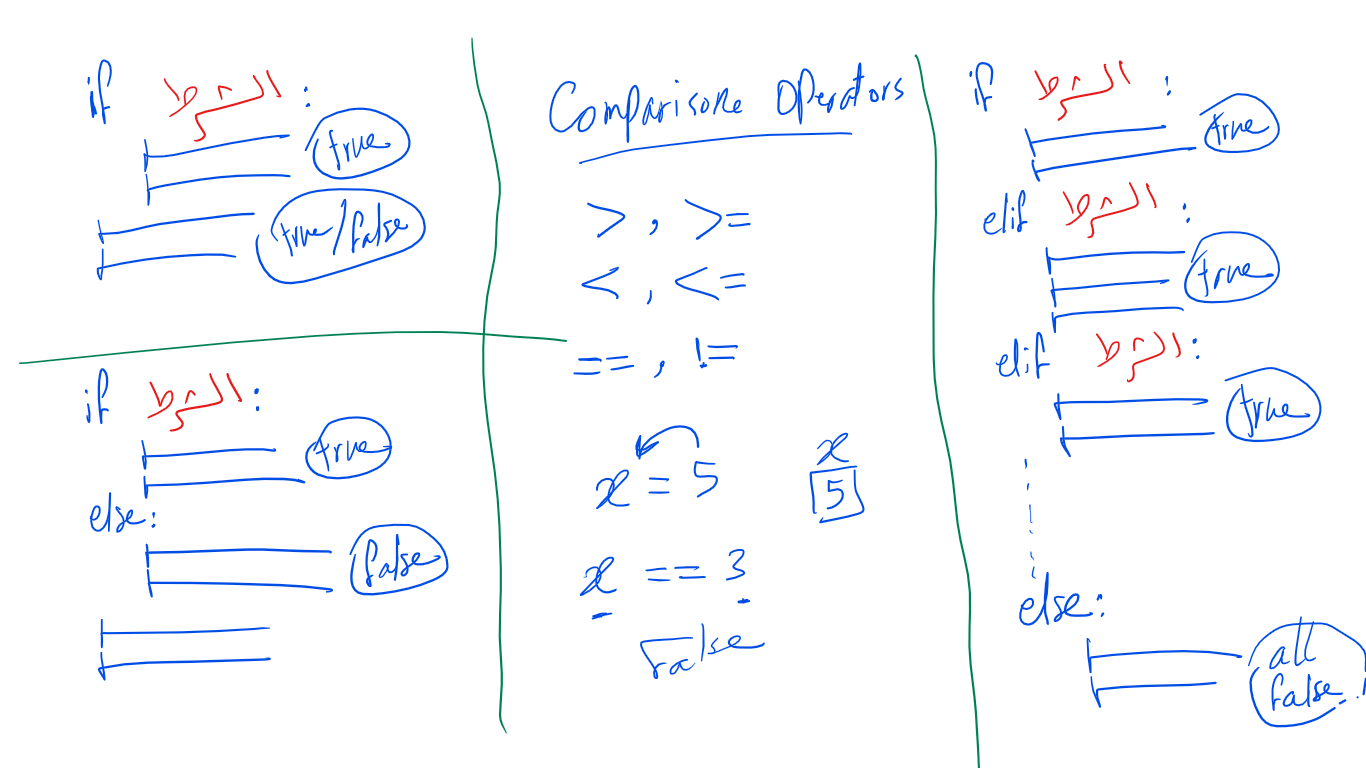 if الشرط :
true
true/false
if الشرط :
true
else:
false
Comparisone Operators
> , >=
< , <=
== , !=
x = 5
x
5
x == 3
False
if الشرط :
true
elif الشرط :
true
elif الشرط :
true
else:
all
false